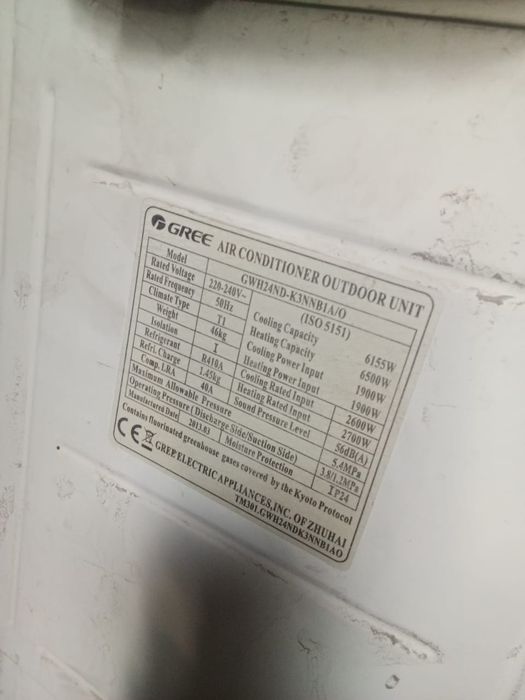 GREE AIR CONDITIONER OUTDOOR UNIT
Model GWH24ND-K3NNB1A/O
Rated Voltage 220-240V~ (ISO 5151)
Rated Frequency 50Hz Cooling Capacity 6155W
Climate Type T1 Heating Capacity 6500W
Weight 46kg Cooling Power Input 1900W
Isolation I Heating Power Input 1900W
Refrigerant R410A Cooling Rated Input 2600W
Refri. Charge 1.45kg Heating Rated Input 2700W
Comp. LRA 40A Sound Pressure Level 56dB(A)
Maximum Allowable Pressure 5.4MPa
Operating Pressure (Discharge Side/Suction Side) 3.8/1.2MPa
Manufactured Date 2013.03 Moisture Protection IP24
Contains fluorinated greenhouse gases covered by the Kyoto Protocol
CE GREE ELECTRIC APPLIANCES,INC. OF ZHUHAI
TM301.GWH24NDK3NNB1AO